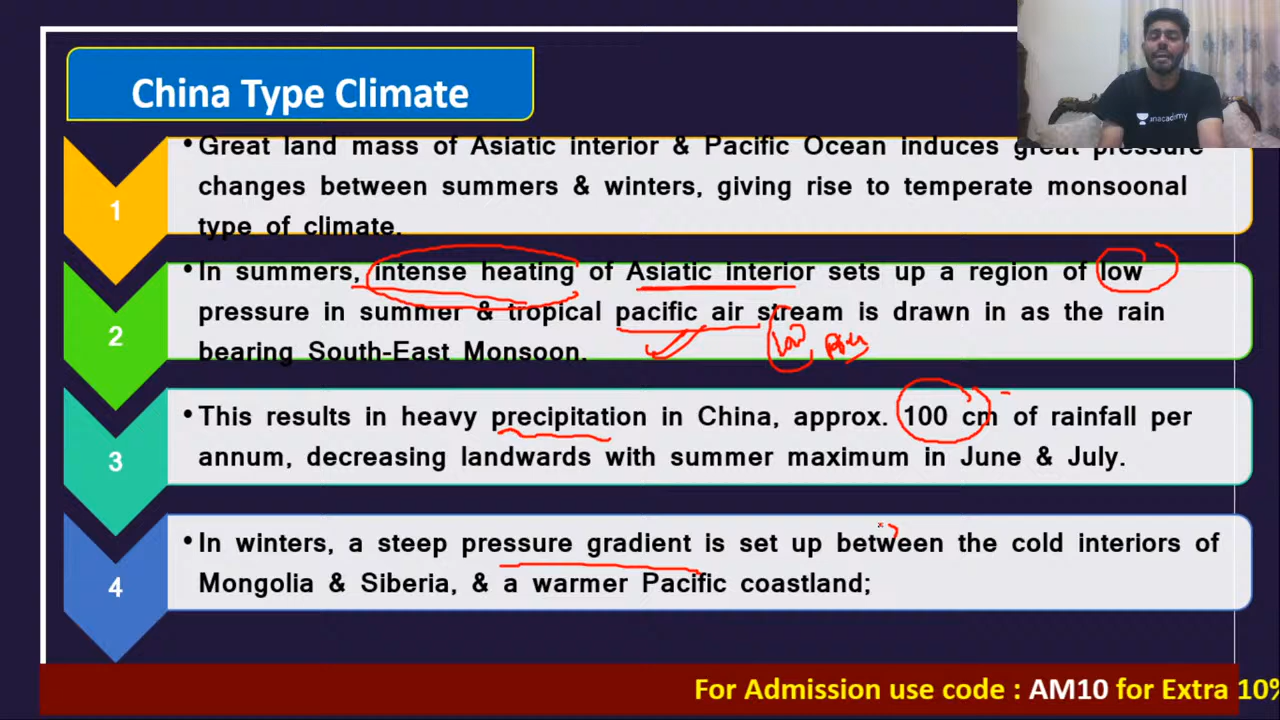 China Type Climate
1
• Great land mass of Asiatic interior & Pacific Ocean induces great pressure
changes between summers & winters, giving rise to temperate monsoonal
type of climate.
2
• In summers, intense heating of Asiatic interior sets up a region of low
pressure in summer & tropical pacific air stream is drawn in as the rain
bearing South-East Monsoon.
low
3
• This results in heavy precipitation in China, approx. 100 cm of rainfall per
annum, decreasing landwards with summer maximum in June & July.
4
• In winters, a steep pressure gradient is set up between the cold interiors of
Mongolia & Siberia, & a warmer Pacific coastland;
unacademy
For Admission use code : AM10 for Extra 10%